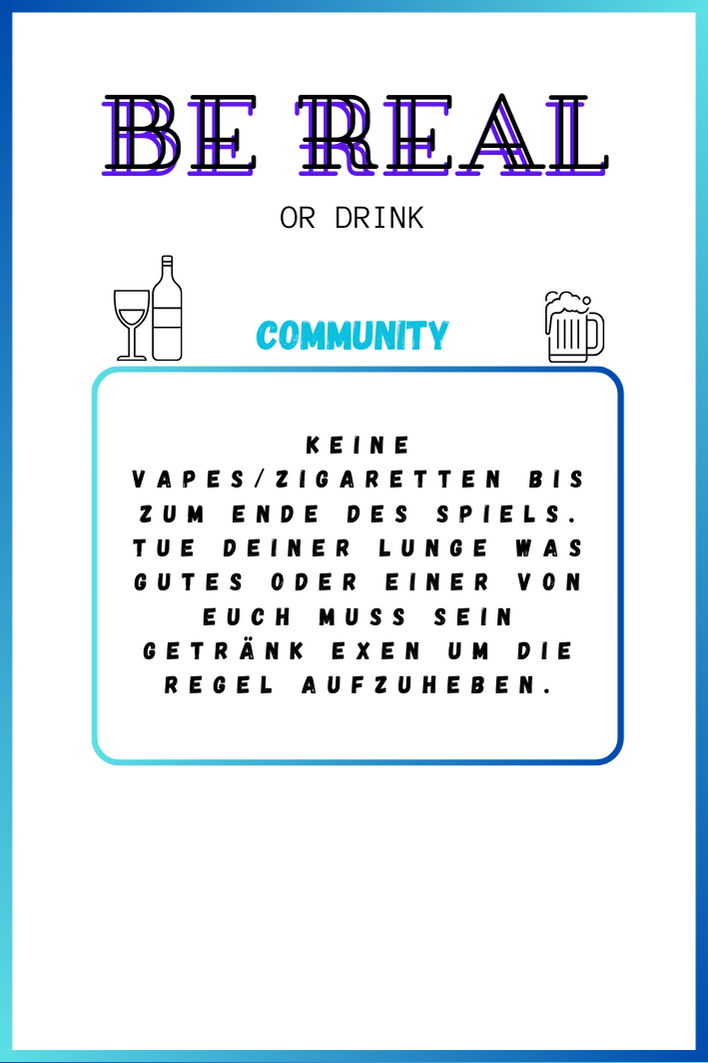 BE REAL
OR DRINK
COMMUNITY
KEINE
VAPES/ZIGARETTEN BIS
ZUM ENDE DES SPIELS.
TUE DEINER LUNGE WAS
GUTES ODER EINER VON
EUCH MUSS SEIN
GETRÄNK EXEN UM DIE
REGEL AUFZUHEBEN.